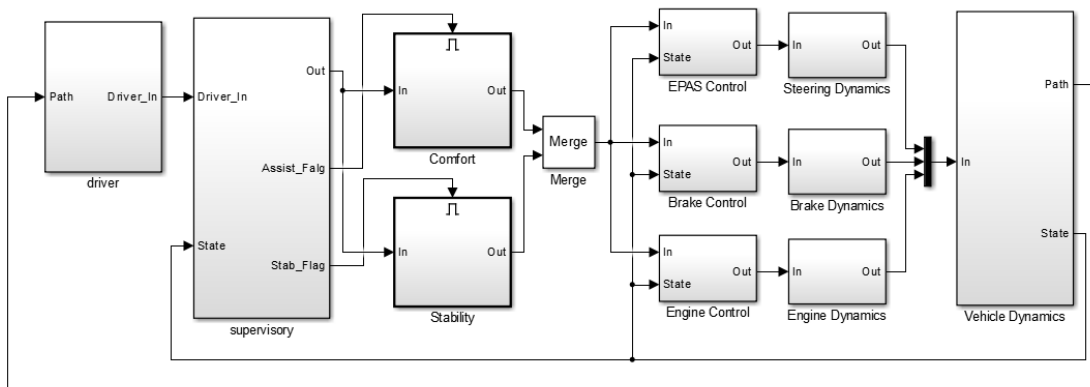 Path
Driver_In
driver
Driver_In
State
Out
Assist_Falg
Stab_Flag
supervisory
In
Out
Comfort
In
Out
Stability
Merge
Merge
In
State
Out
EPAS Control
In
Out
Steering Dynamics
In
State
Out
Brake Control
In
Out
Brake Dynamics
In
State
Out
Engine Control
In
Out
Engine Dynamics
In
Path
State
Vehicle Dynamics